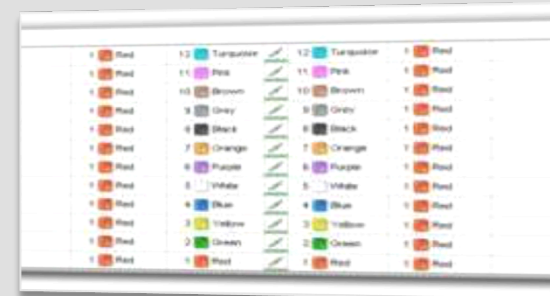 1 Red 12 Turquoise 12 Turquoise 1 Red
1 Red 11 Pink 11 Pink 1 Red
1 Red 10 Brown 10 Brown 1 Red
1 Red 9 Grey 9 Grey 1 Red
1 Red 8 Black 8 Black 1 Red
1 Red 7 Orange 7 Orange 1 Red
1 Red 6 Purple 6 Purple 1 Red
1 Red 5 White 5 White 1 Red
1 Red 4 Blue 4 Blue 1 Red
1 Red 3 Yellow 3 Yellow 1 Red
1 Red 2 Green 2 Green 1 Red
1 Red 1 Red 1 Red 1 Red